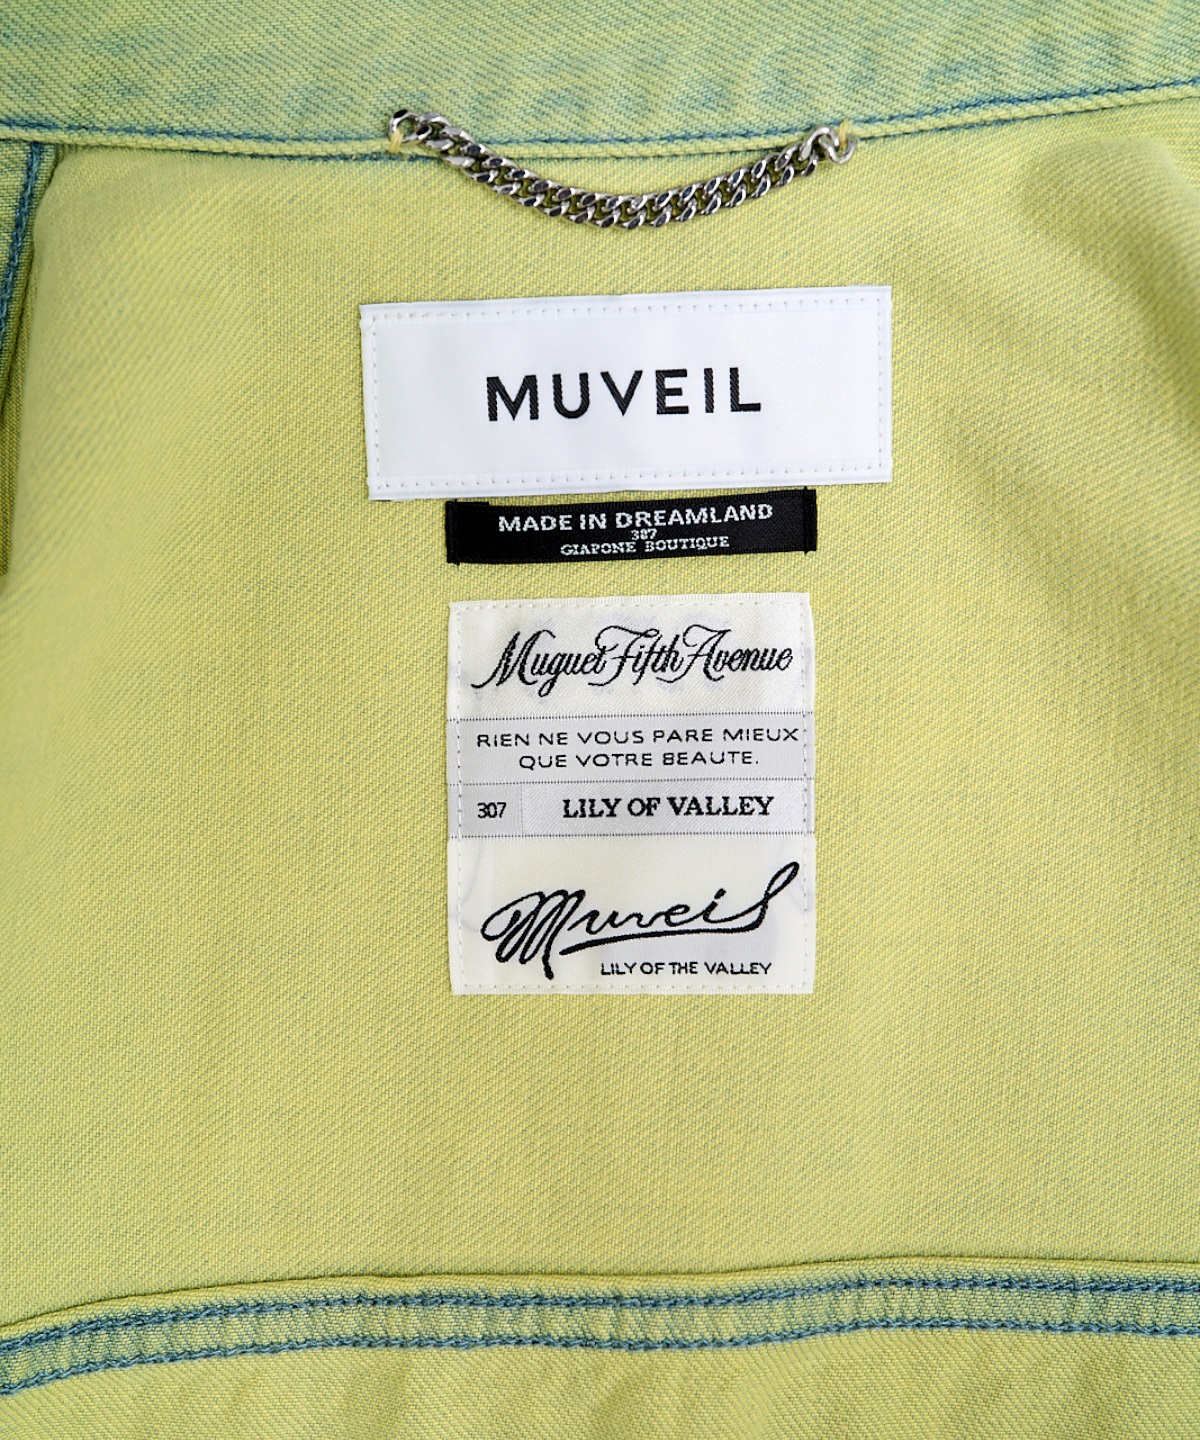 MUVEIL
MADE IN DREAMLAND
387
GIAPONE BOUTIQUE
Muguet Fifth Avenue
RIEN NE VOUS PARE MIEUX
QUE VOTRE BEAUTE.
307 LILY OF VALLEY
Muveil
LILY OF THE VALLEY